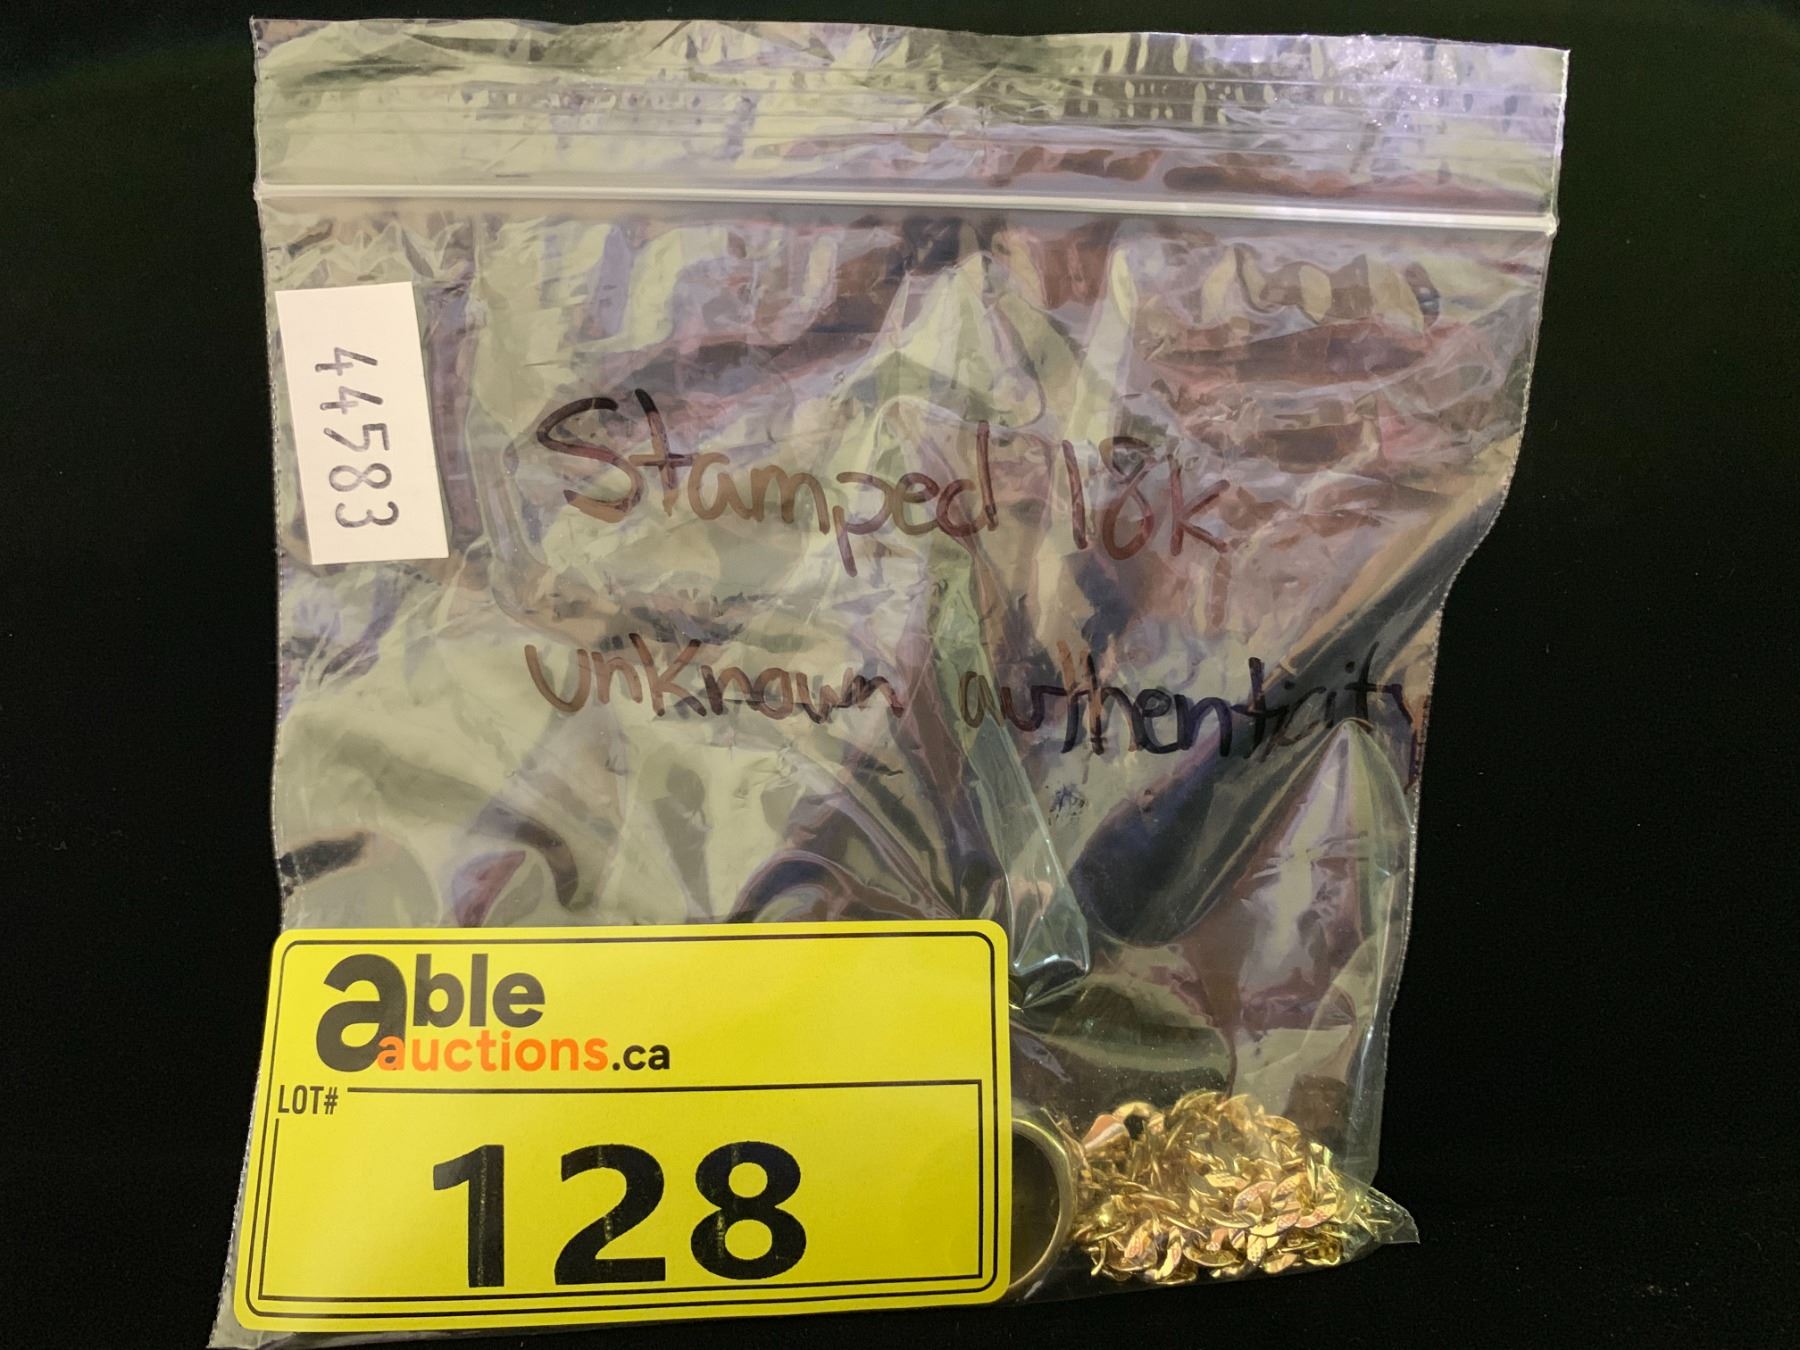 44583
Stamped 18k
unknown authenticity
able
auctions.ca
LOT#
128